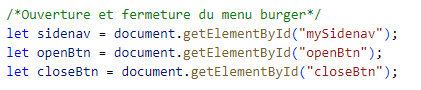 /*Ouverture et fermeture du menu burger*/
let sidenav = document.getElementById("mySidenav");
let openBtn = document.getElementById("openBtn");
let closeBtn = document.getElementById("closeBtn");